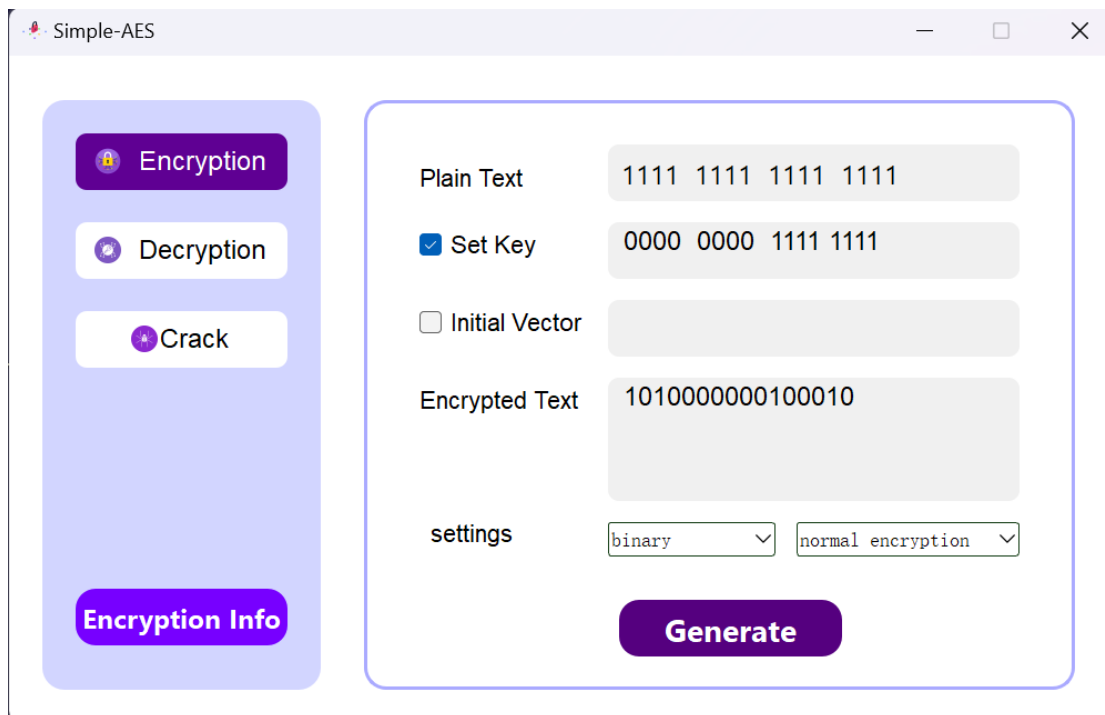 Simple-AES
Encryption
Decryption
Crack
Encryption Info
Plain Text 1111 1111 1111 1111
Set Key 0000 0000 1111 1111
Initial Vector
Encrypted Text 1010000000100010
settings binary normal encryption
Generate